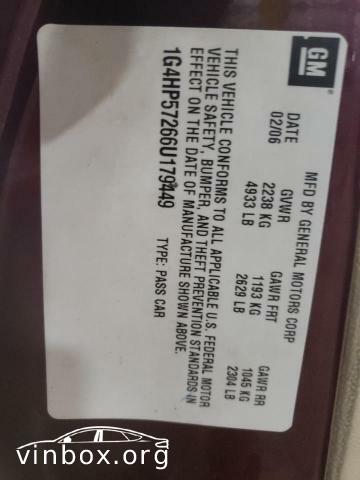 GM
MFD BY GENERAL MOTORS CORP
DATE GVWR GAWR FRT GAWR RR
02/06 2238 KG 1193 KG 1045 KG
4933 LB 2629 LB 2304 LB
THIS VEHICLE CONFORMS TO ALL APPLICABLE U.S. FEDERAL MOTOR
VEHICLE SAFETY, BUMPER, AND THEFT PREVENTION STANDARDS IN
EFFECT ON THE DATE OF MANUFACTURE SHOWN ABOVE.
1G4HP57266U179449 TYPE: PASS CAR
vinbox.org